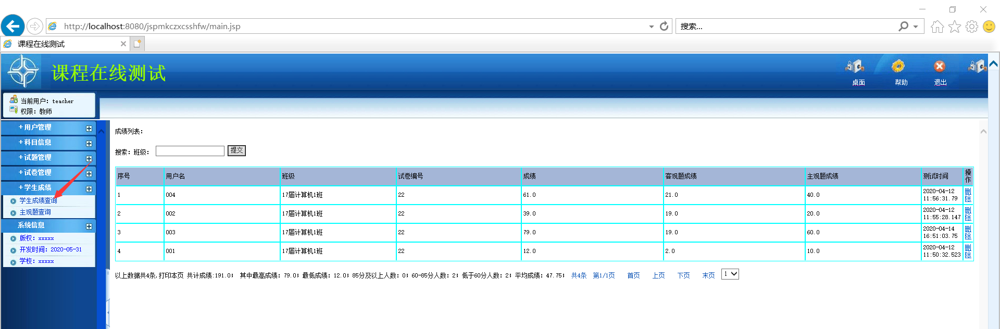 http://localhost:8080/jspmkczxcsshfw/main.jsp
搜索...
课程在线测试
课程在线测试
桌面
帮助
退出
当前用户：teacher
权限：教师
+用户管理
+科目信息
+试题管理
+试卷管理
+学生成绩
学生成绩查询
主观题查询
系统信息
版权：xxxxx
开发时间：2020-05-31
学校：xxxxx
成绩列表：
搜索：班级： 提交
序号 用户名 班级 试卷编号 成绩 客观题成绩 主观题成绩 测试时间 操作
1 004 17届计算机1班 22 61.0 21.0 40.0 2020-04-12 11:56:31.79 删除
2 002 17届计算机1班 22 39.0 19.0 20.0 2020-04-12 11:55:28.147 删除
3 003 17届计算机1班 22 79.0 19.0 60.0 2020-04-14 16:51:03.75 删除
4 001 17届计算机1班 22 12.0 2.0 10.0 2020-04-12 11:50:32.523 删除
以上数据共4条,打印本页 共计成绩:191.0； 其中最高成绩：79.0；最低成绩：12.0；85分及以上人数：0；60-85分人数：2；低于60分人数：2；平均成绩：47.75； 共4条 第1/1页 首页 上页 下页 末页 1